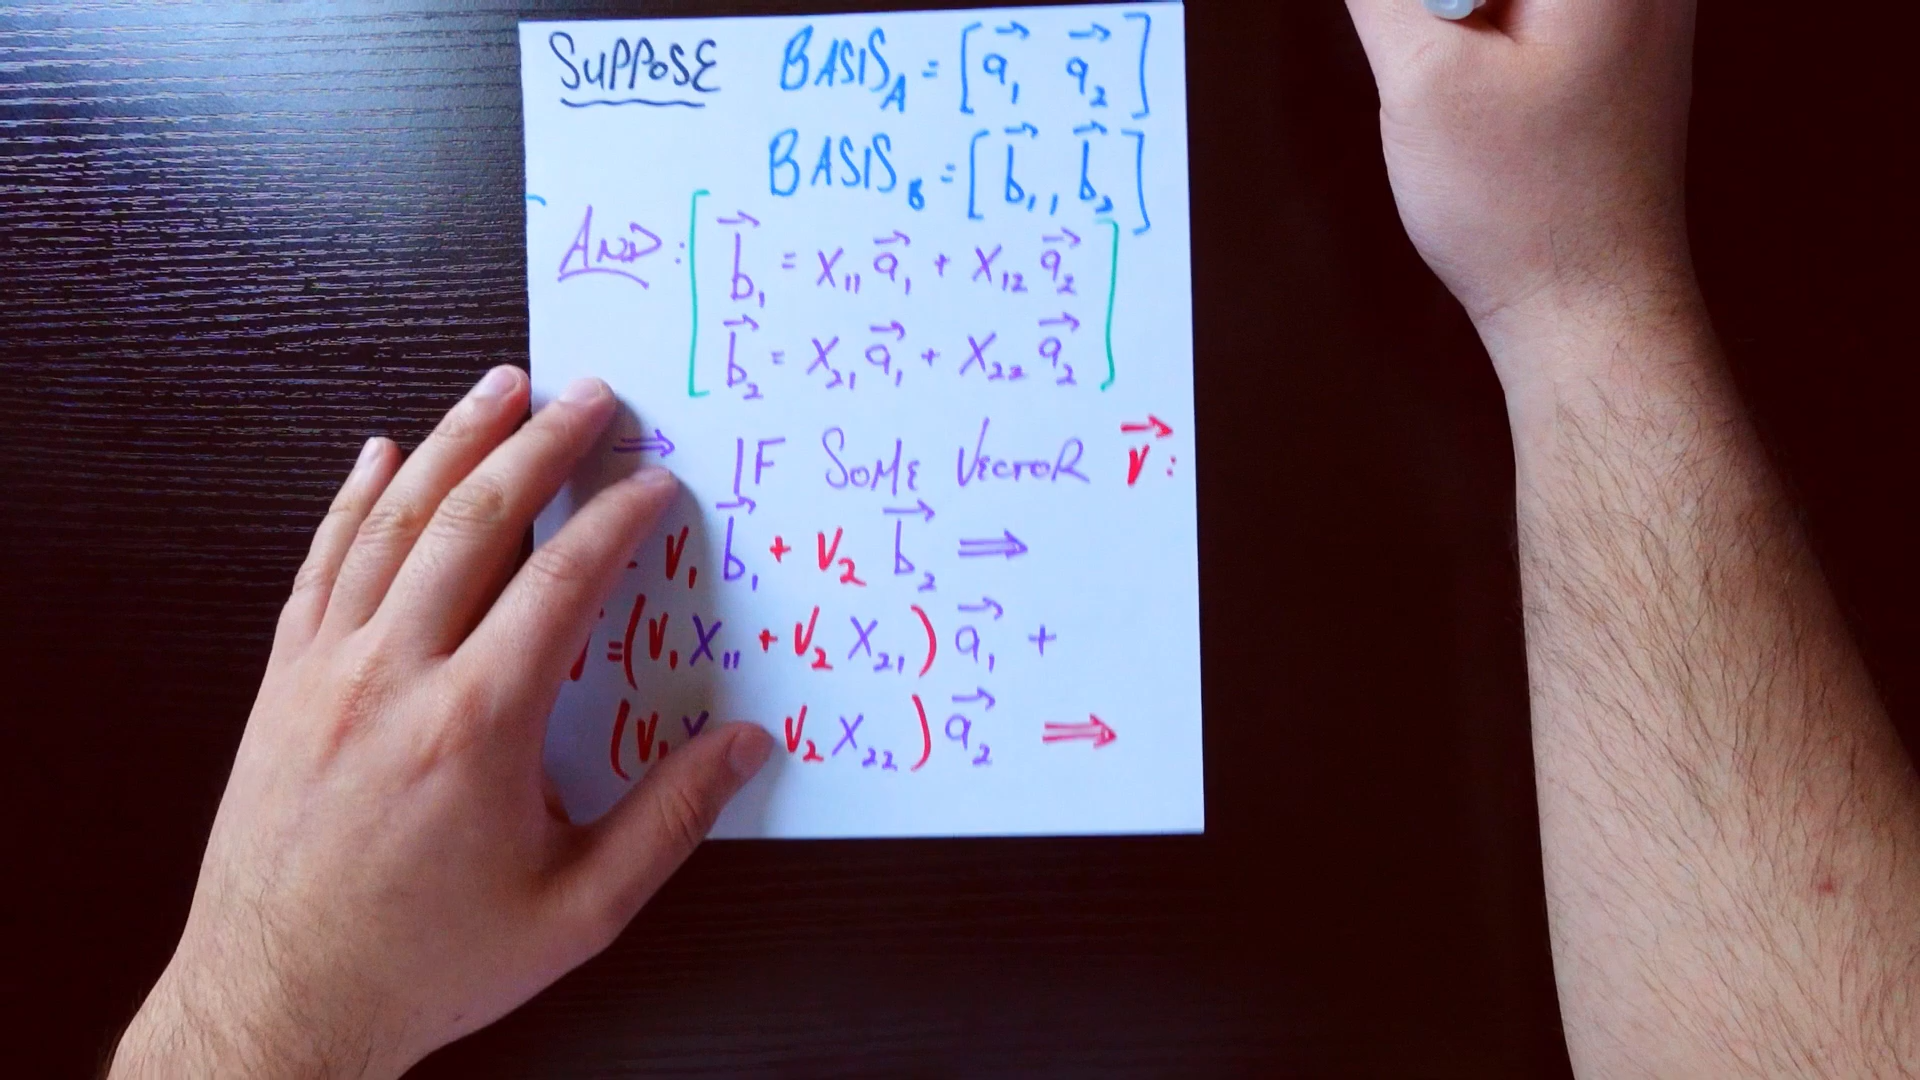 SUPPOSE BASIS_A = [a⃗₁ a⃗₂]
BASIS_B = [b⃗₁, b⃗₂]
AND: [b⃗₁ = X₁₁ a⃗₁ + X₁₂ a⃗₂
b⃗₂ = X₂₁ a⃗₁ + X₂₂ a⃗₂]
⇒ IF SOME VECTOR v⃗:
V₁ b⃗₁ + V₂ b⃗₂ ⇒
= (V₁ X₁₁ + V₂ X₂₁) a⃗₁ +
(V₁ X V₂ X₂₂) a⃗₂ ⇒